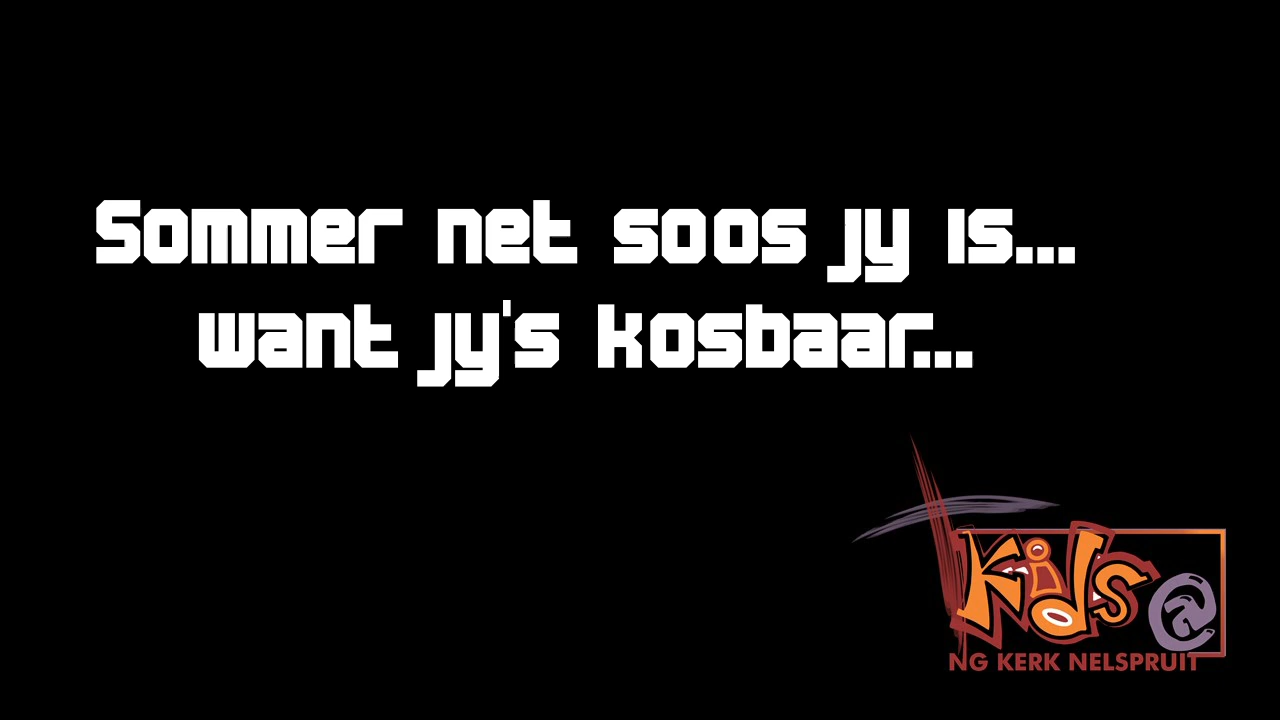 Sommer net soos jy is...
want jy's kosbaar...
Kids@
NG KERK NELSPRUIT